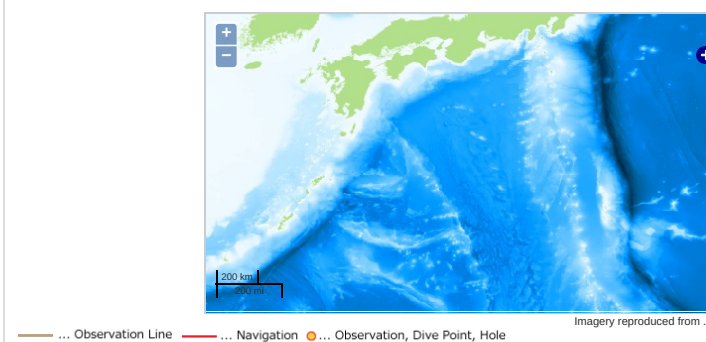 +
−
200 km
200 mi
Imagery reproduced from .
... Observation Line ... Navigation ... Observation, Dive Point, Hole